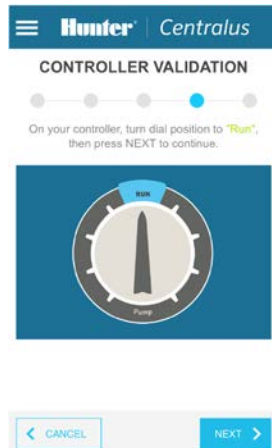 Hunter | Centralus
CONTROLLER VALIDATION
On your controller, turn dial position to "Run",
then press NEXT to continue.
RUN
Pump
CANCEL NEXT